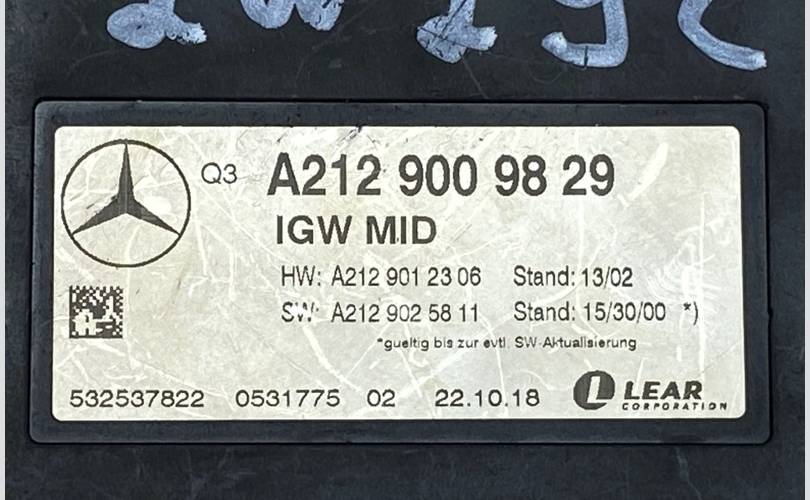 Q3 A212 900 98 29
IGW MID
HW: A212 901 23 06 Stand: 13/02
SW: A212 902 58 11 Stand: 15/30/00 *)
*gueltig bis zur evtl. SW-Aktualisierung
532537822 0531775 02 22.10.18 L LEAR
CORPORATION